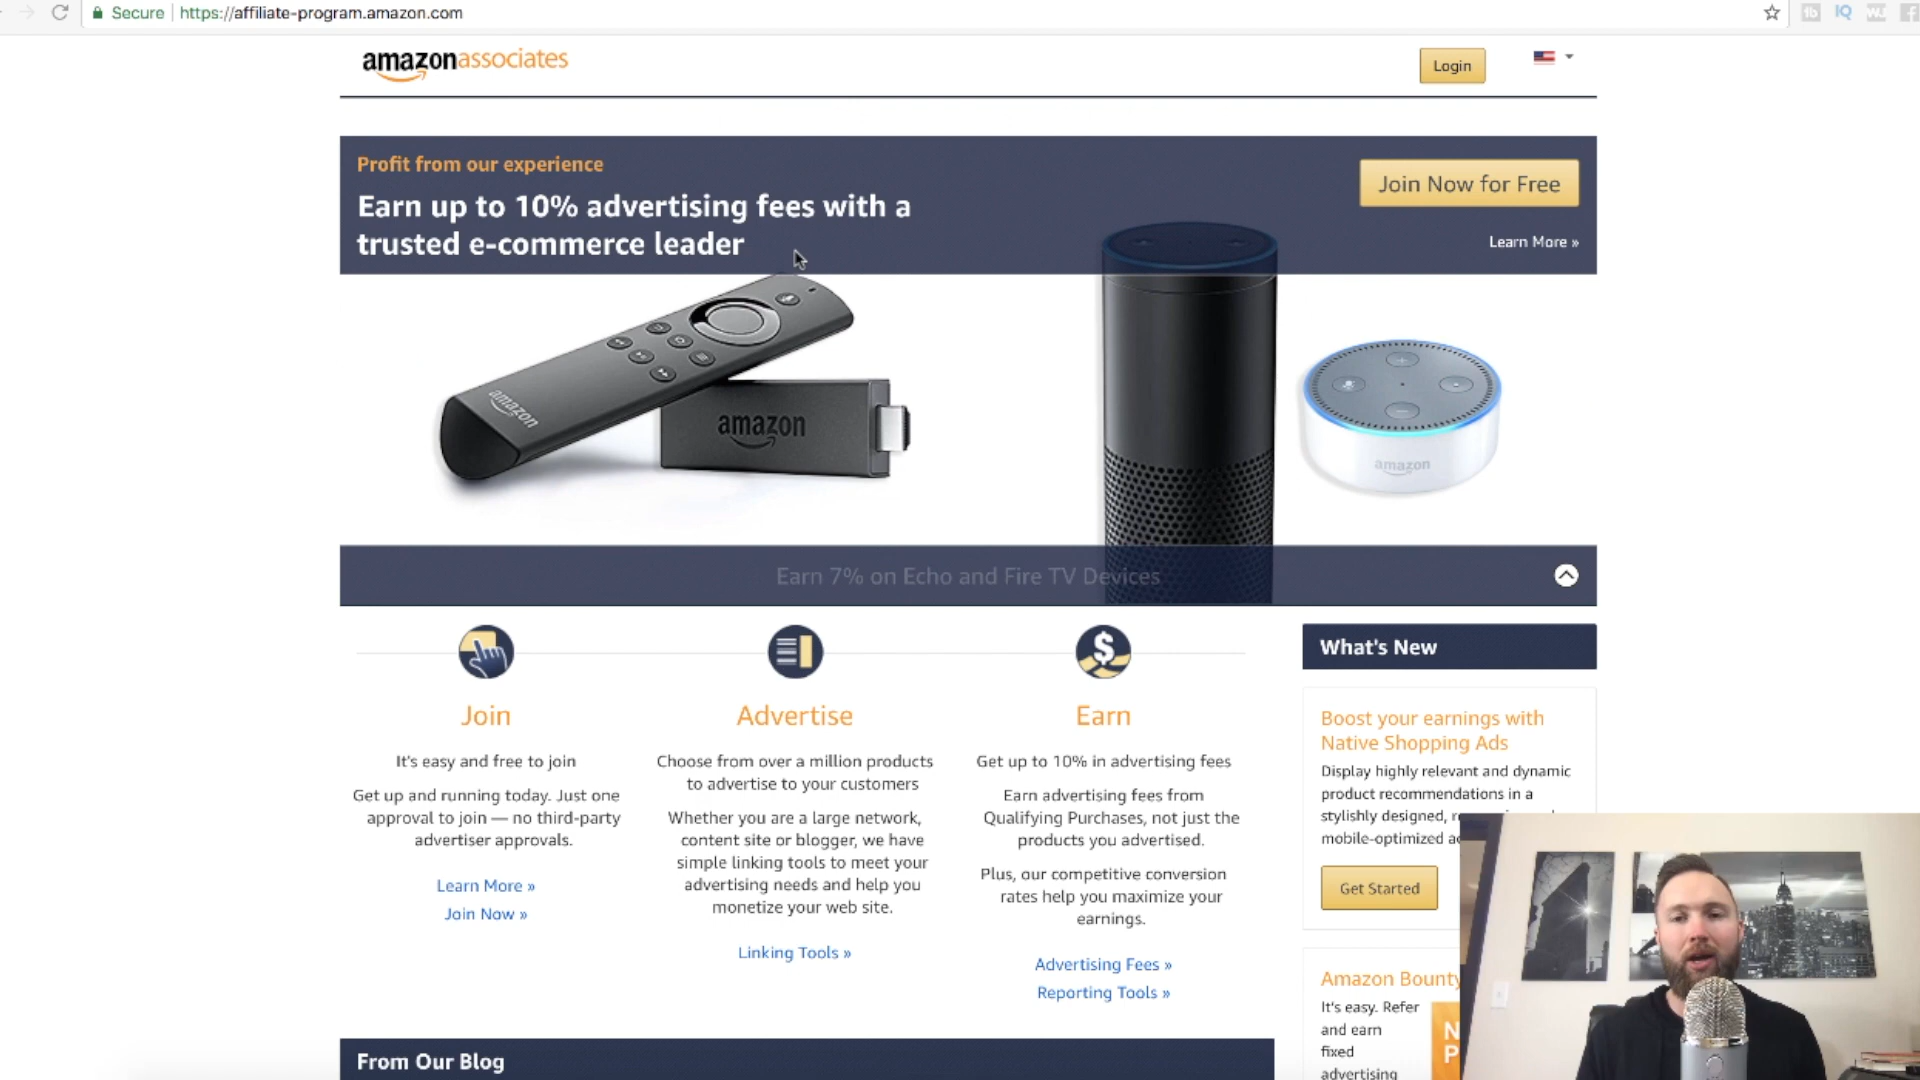 Secure https://affiliate-program.amazon.com
amazonassociates
Login
Profit from our experience
Earn up to 10% advertising fees with a
trusted e-commerce leader
Join Now for Free
Learn More »
amazon
amazon
amazon
Earn 7% on Echo and Fire TV Devices
Join
It's easy and free to join
Get up and running today. Just one
approval to join — no third-party
advertiser approvals.
Learn More »
Join Now »
Advertise
Choose from over a million products
to advertise to your customers
Whether you are a large network,
content site or blogger, we have
simple linking tools to meet your
advertising needs and help you
monetize your web site.
Linking Tools »
Earn
Get up to 10% in advertising fees
Earn advertising fees from
Qualifying Purchases, not just the
products you advertised.
Plus, our competitive conversion
rates help you maximize your
earnings.
Advertising Fees »
Reporting Tools »
What's New
Boost your earnings with
Native Shopping Ads
Display highly relevant and dynamic
product recommendations in a
stylishly designed,
mobile-optimized
Get Started
Amazon Bounty
It's easy. Refer
and earn
fixed
advertising
N
P
From Our Blog